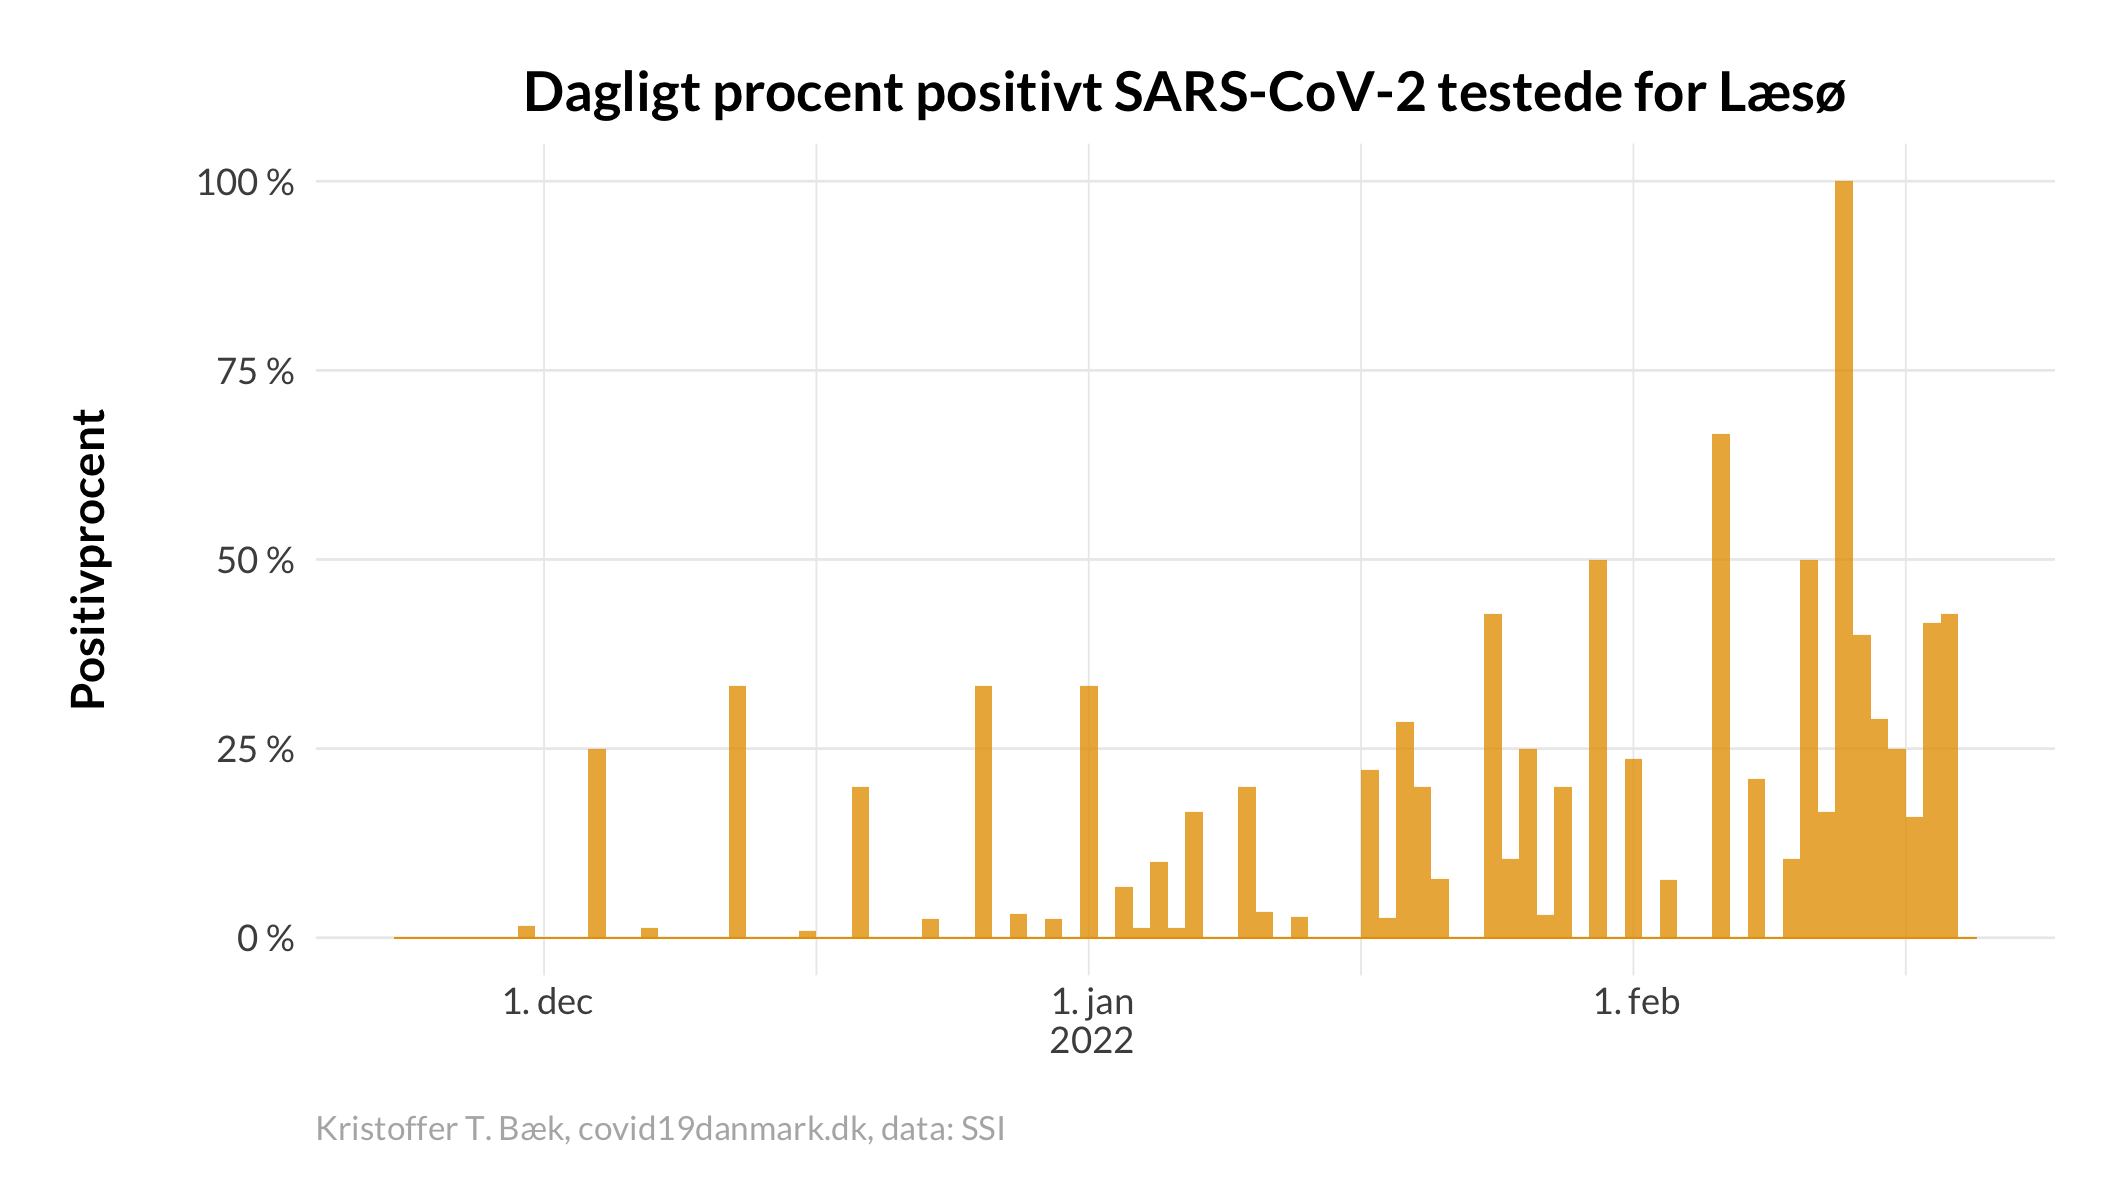 Dagligt procent positivt SARS-CoV-2 testede for Læsø
Positivprocent
100 %
75 %
50 %
25 %
0 %
1. dec
1. jan
2022
1. feb
Kristoffer T. Bæk, covid19danmark.dk, data: SSI